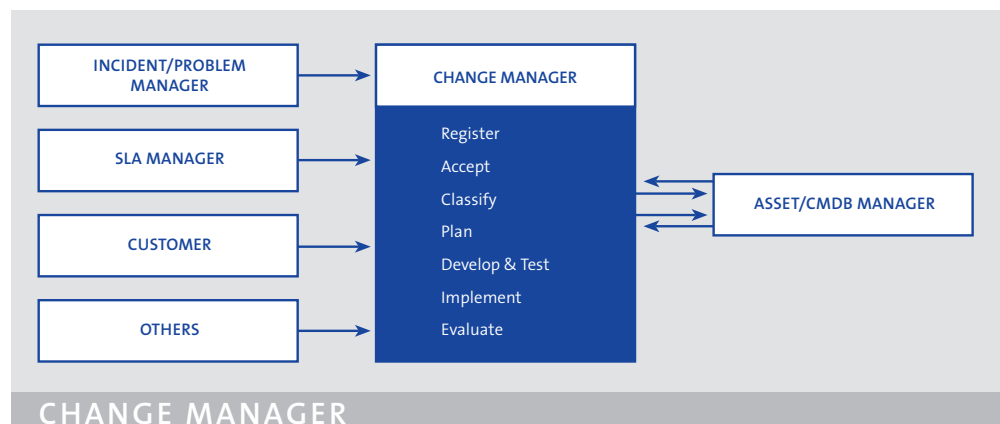 INCIDENT/PROBLEM
MANAGER
SLA MANAGER
CUSTOMER
OTHERS
CHANGE MANAGER
Register
Accept
Classify
Plan
Develop & Test
Implement
Evaluate
ASSET/CMDB MANAGER
CHANGE MANAGER